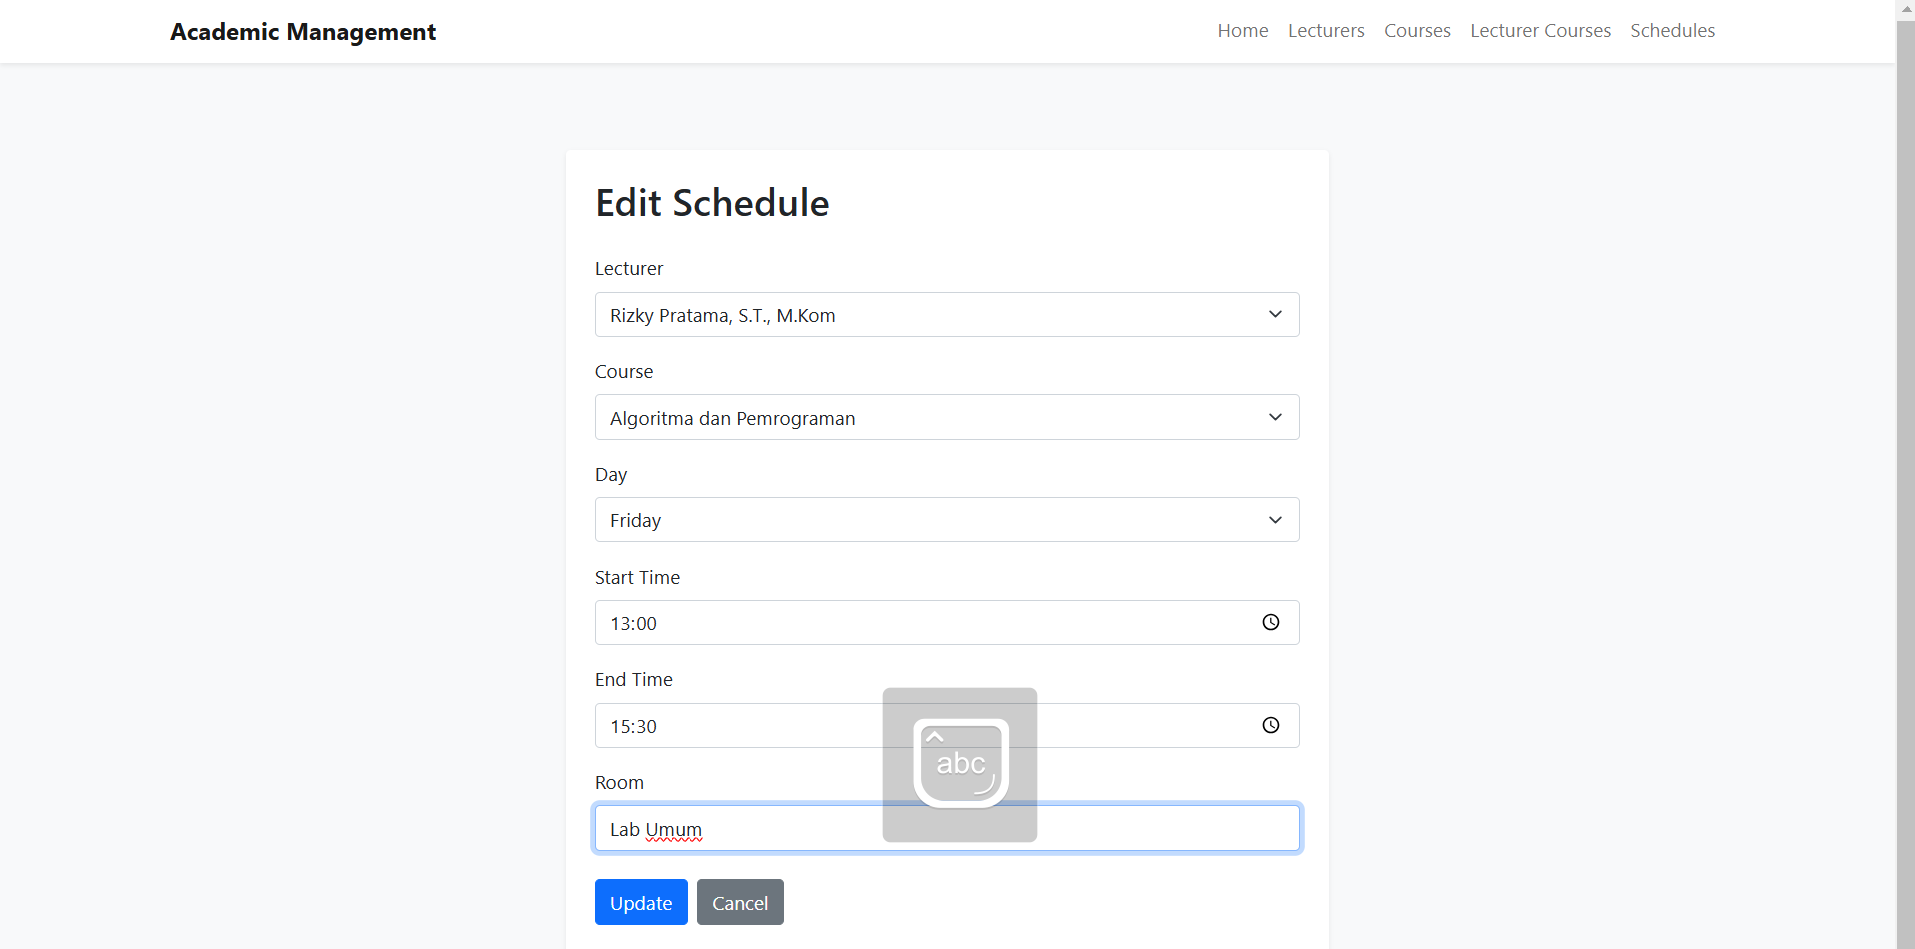 Academic Management
Home Lecturers Courses Lecturer Courses Schedules
Edit Schedule
Lecturer
Rizky Pratama, S.T., M.Kom
Course
Algoritma dan Pemrograman
Day
Friday
Start Time
13:00
End Time
15:30
abc
Room
Lab Umum
Update Cancel